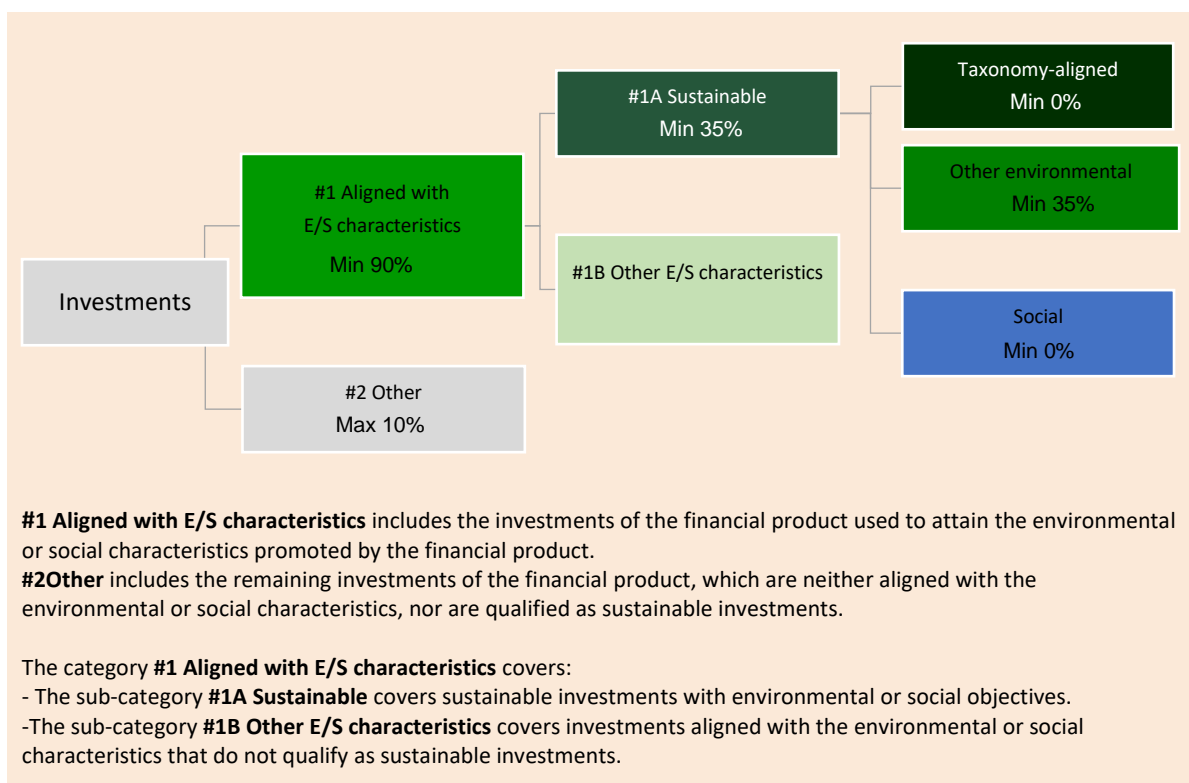 Investments
#1 Aligned with
E/S characteristics
Min 90%
#2 Other
Max 10%
#1A Sustainable
Min 35%
#1B Other E/S characteristics
Taxonomy-aligned
Min 0%
Other environmental
Min 35%
Social
Min 0%
#1 Aligned with E/S characteristics includes the investments of the financial product used to attain the environmental
or social characteristics promoted by the financial product.
#2Other includes the remaining investments of the financial product, which are neither aligned with the
environmental or social characteristics, nor are qualified as sustainable investments.
The category #1 Aligned with E/S characteristics covers:
- The sub-category #1A Sustainable covers sustainable investments with environmental or social objectives.
-The sub-category #1B Other E/S characteristics covers investments aligned with the environmental or social
characteristics that do not qualify as sustainable investments.